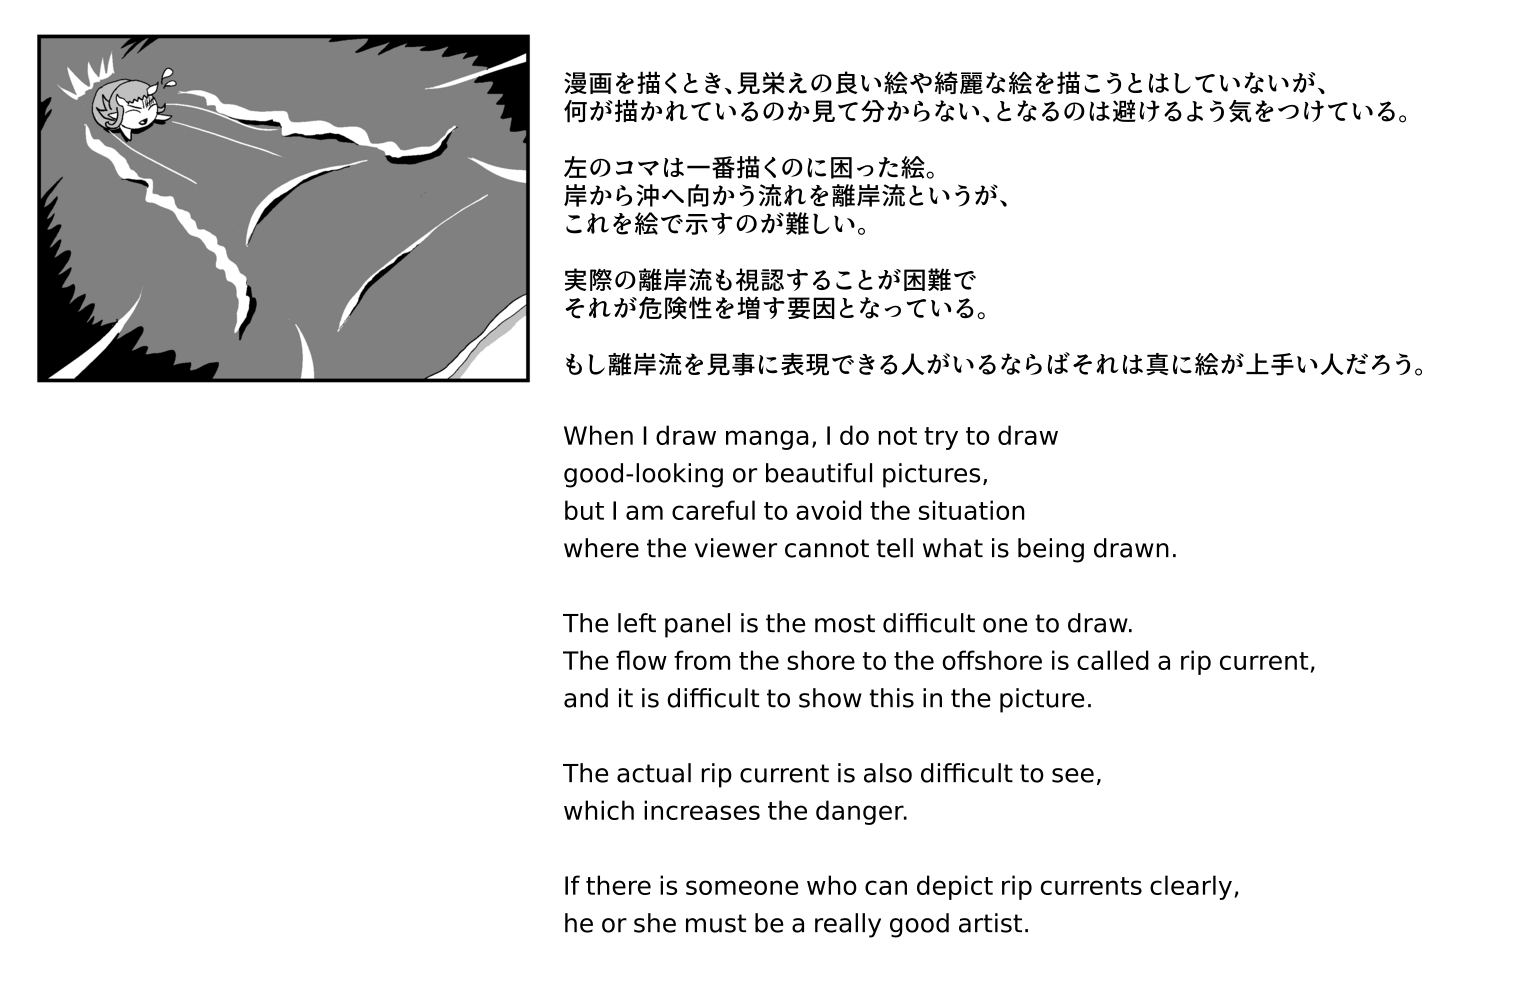 漫画を描くとき、見栄えの良い絵や綺麗な絵を描こうとはしていないが、
何が描かれているのか見て分からない、となるのは避けるよう気をつけている。
左のコマは一番描くのに困った絵。
岸から沖へ向かう流れを離岸流というが、
これを絵で示すのが難しい。
実際の離岸流も視認することが困難で
それが危険性を増す要因となっている。
もし離岸流を見事に表現できる人がいるならばそれは真に絵が上手い人だろう。
When I draw manga, I do not try to draw
good-looking or beautiful pictures,
but I am careful to avoid the situation
where the viewer cannot tell what is being drawn.
The left panel is the most difficult one to draw.
The flow from the shore to the offshore is called a rip current,
and it is difficult to show this in the picture.
The actual rip current is also difficult to see,
which increases the danger.
If there is someone who can depict rip currents clearly,
he or she must be a really good artist.